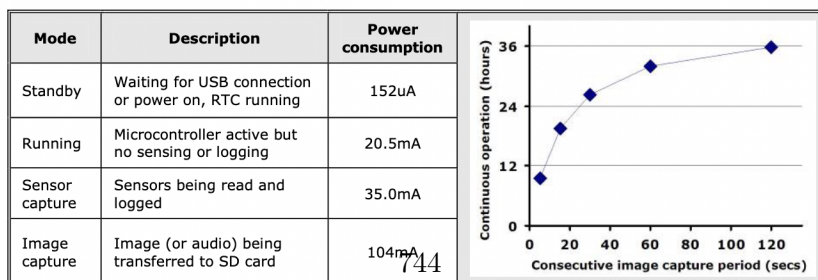 Mode Description Power
consumption
Standby Waiting for USB connection
or power on, RTC running 152uA
Running Microcontroller active but
no sensing or logging 20.5mA
Sensor
capture Sensors being read and
logged 35.0mA
Image
capture Image (or audio) being
transferred to SD card 104mA
744
Continuous operation (hours)
36
24
12
0
0 20 40 60 80 100 120
Consecutive image capture period (secs)